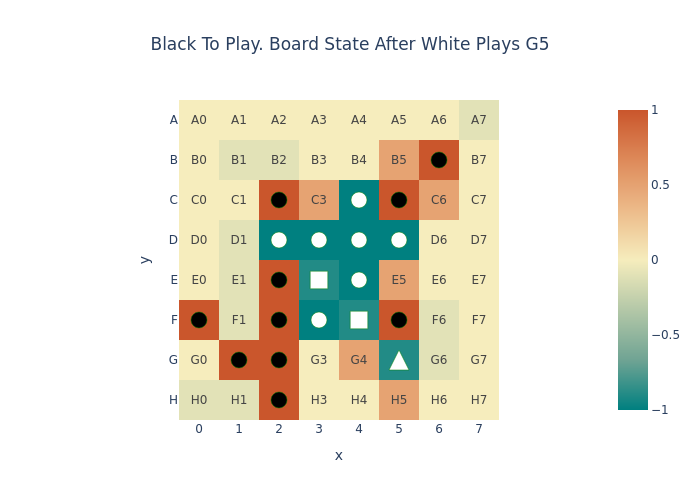 Black To Play. Board State After White Plays G5
A A0 A1 A2 A3 A4 A5 A6 A7
B B0 B1 B2 B3 B4 B5 B7
C C0 C1 C3 C6 C7
D D0 D1 D6 D7
E E0 E1 E5 E6 E7
F F1 F6 F7
G G0 G3 G4 G6 G7
H H0 H1 H3 H4 H5 H6 H7
0 1 2 3 4 5 6 7
x
y
1
0.5
0
−0.5
−1